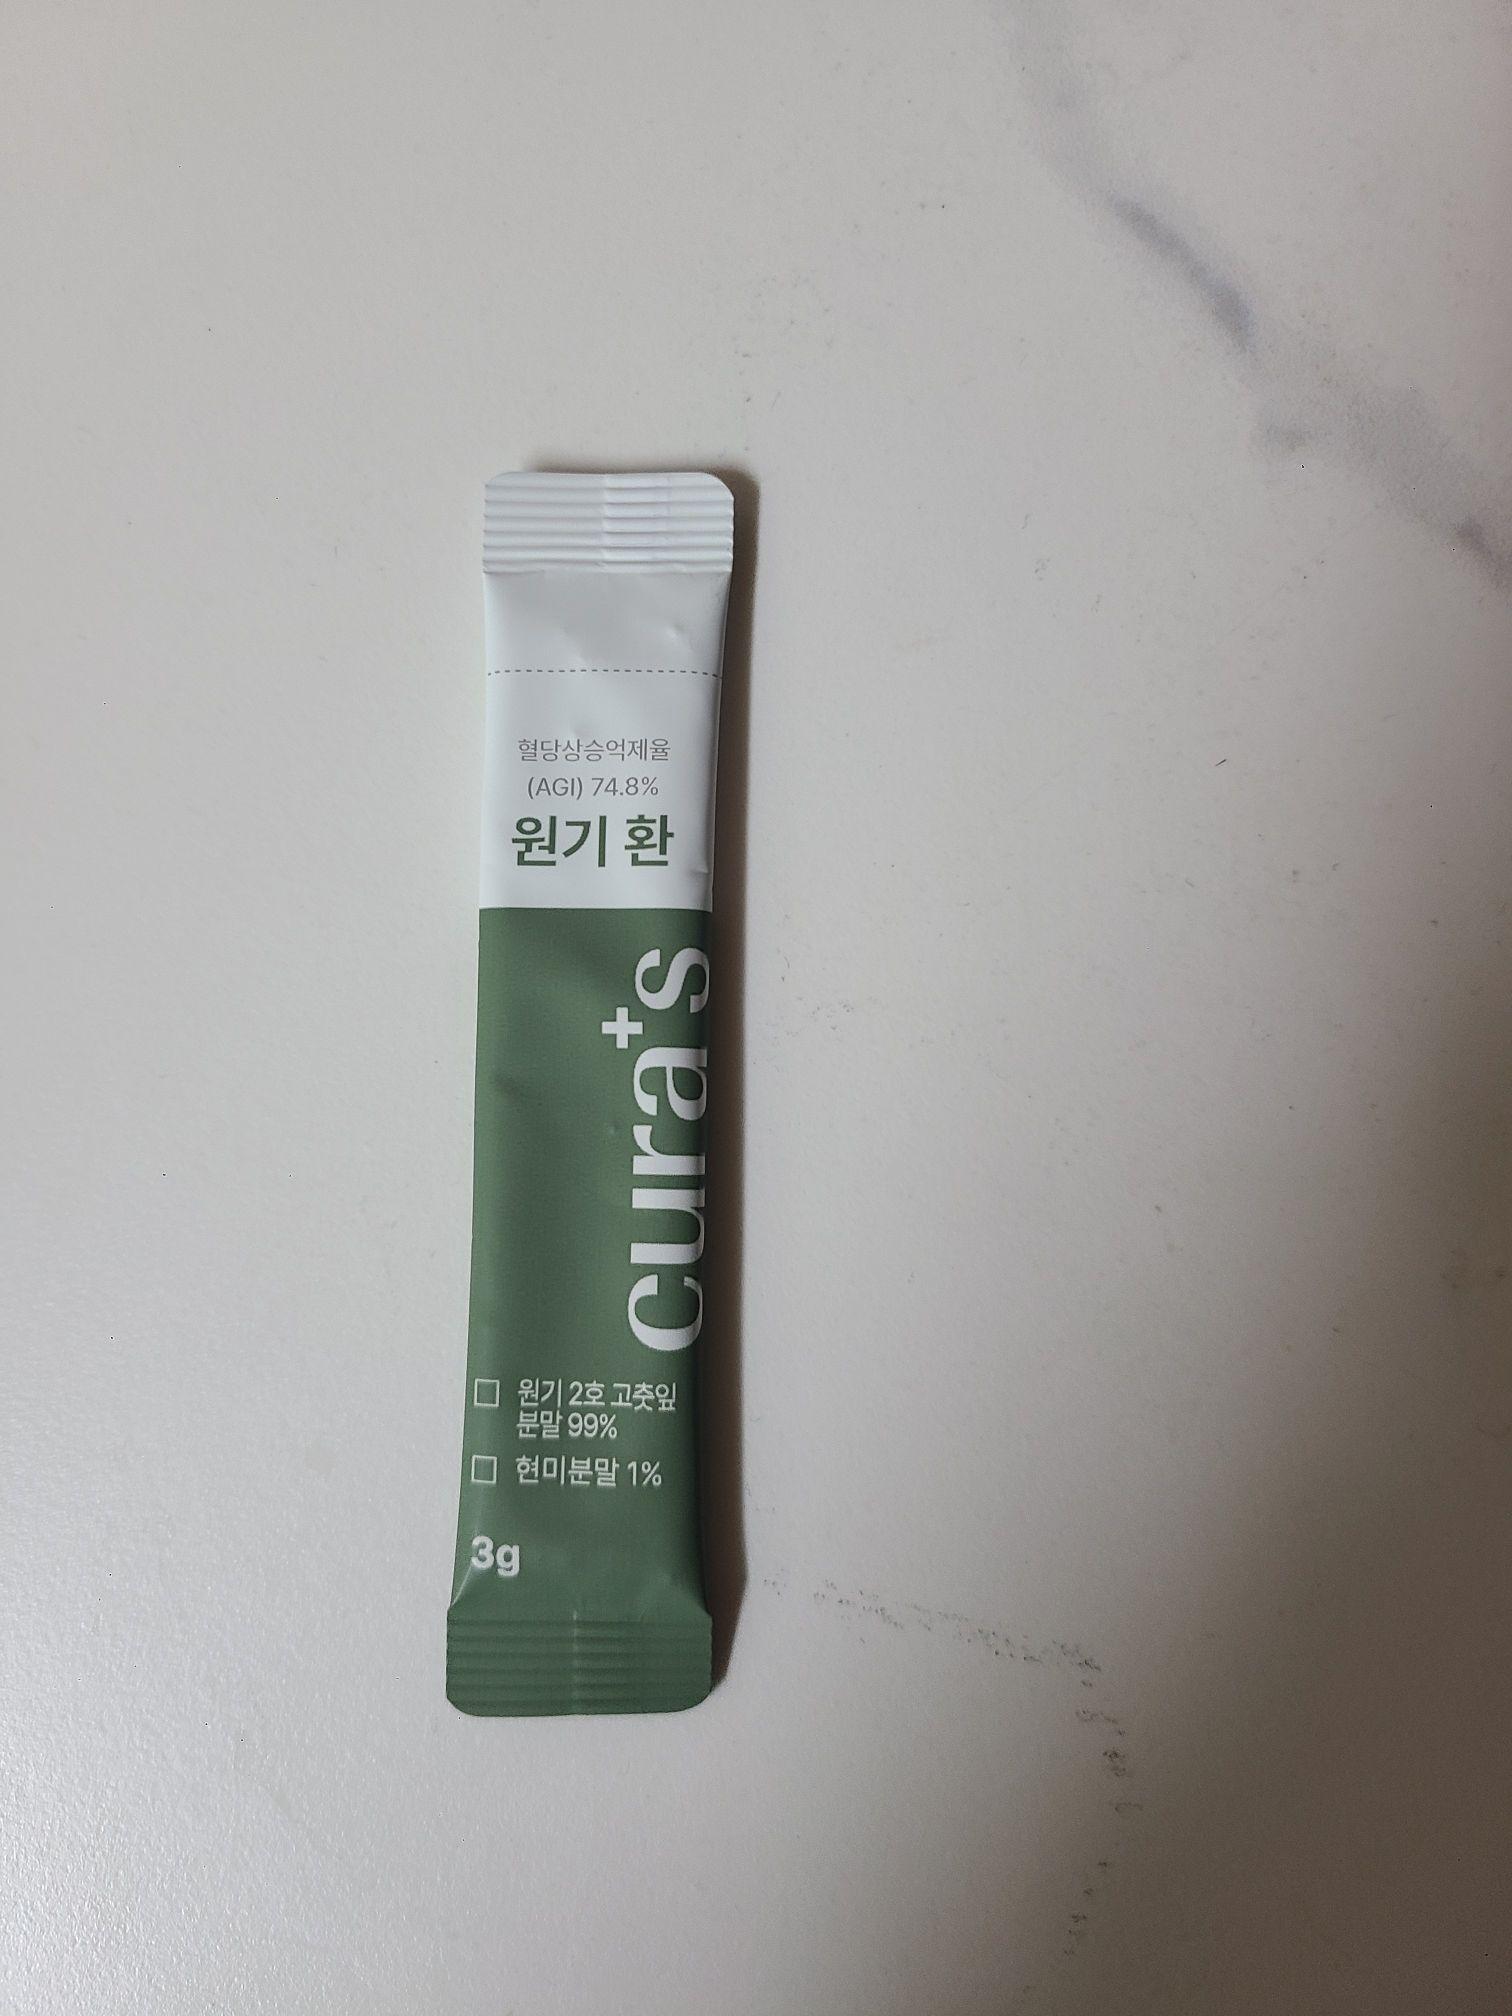 혈당상승억제율
(AGI) 74.8%
원기 환
cura+s
□ 원기 2호 고춧잎
분말 99%
□ 현미분말 1%
3g